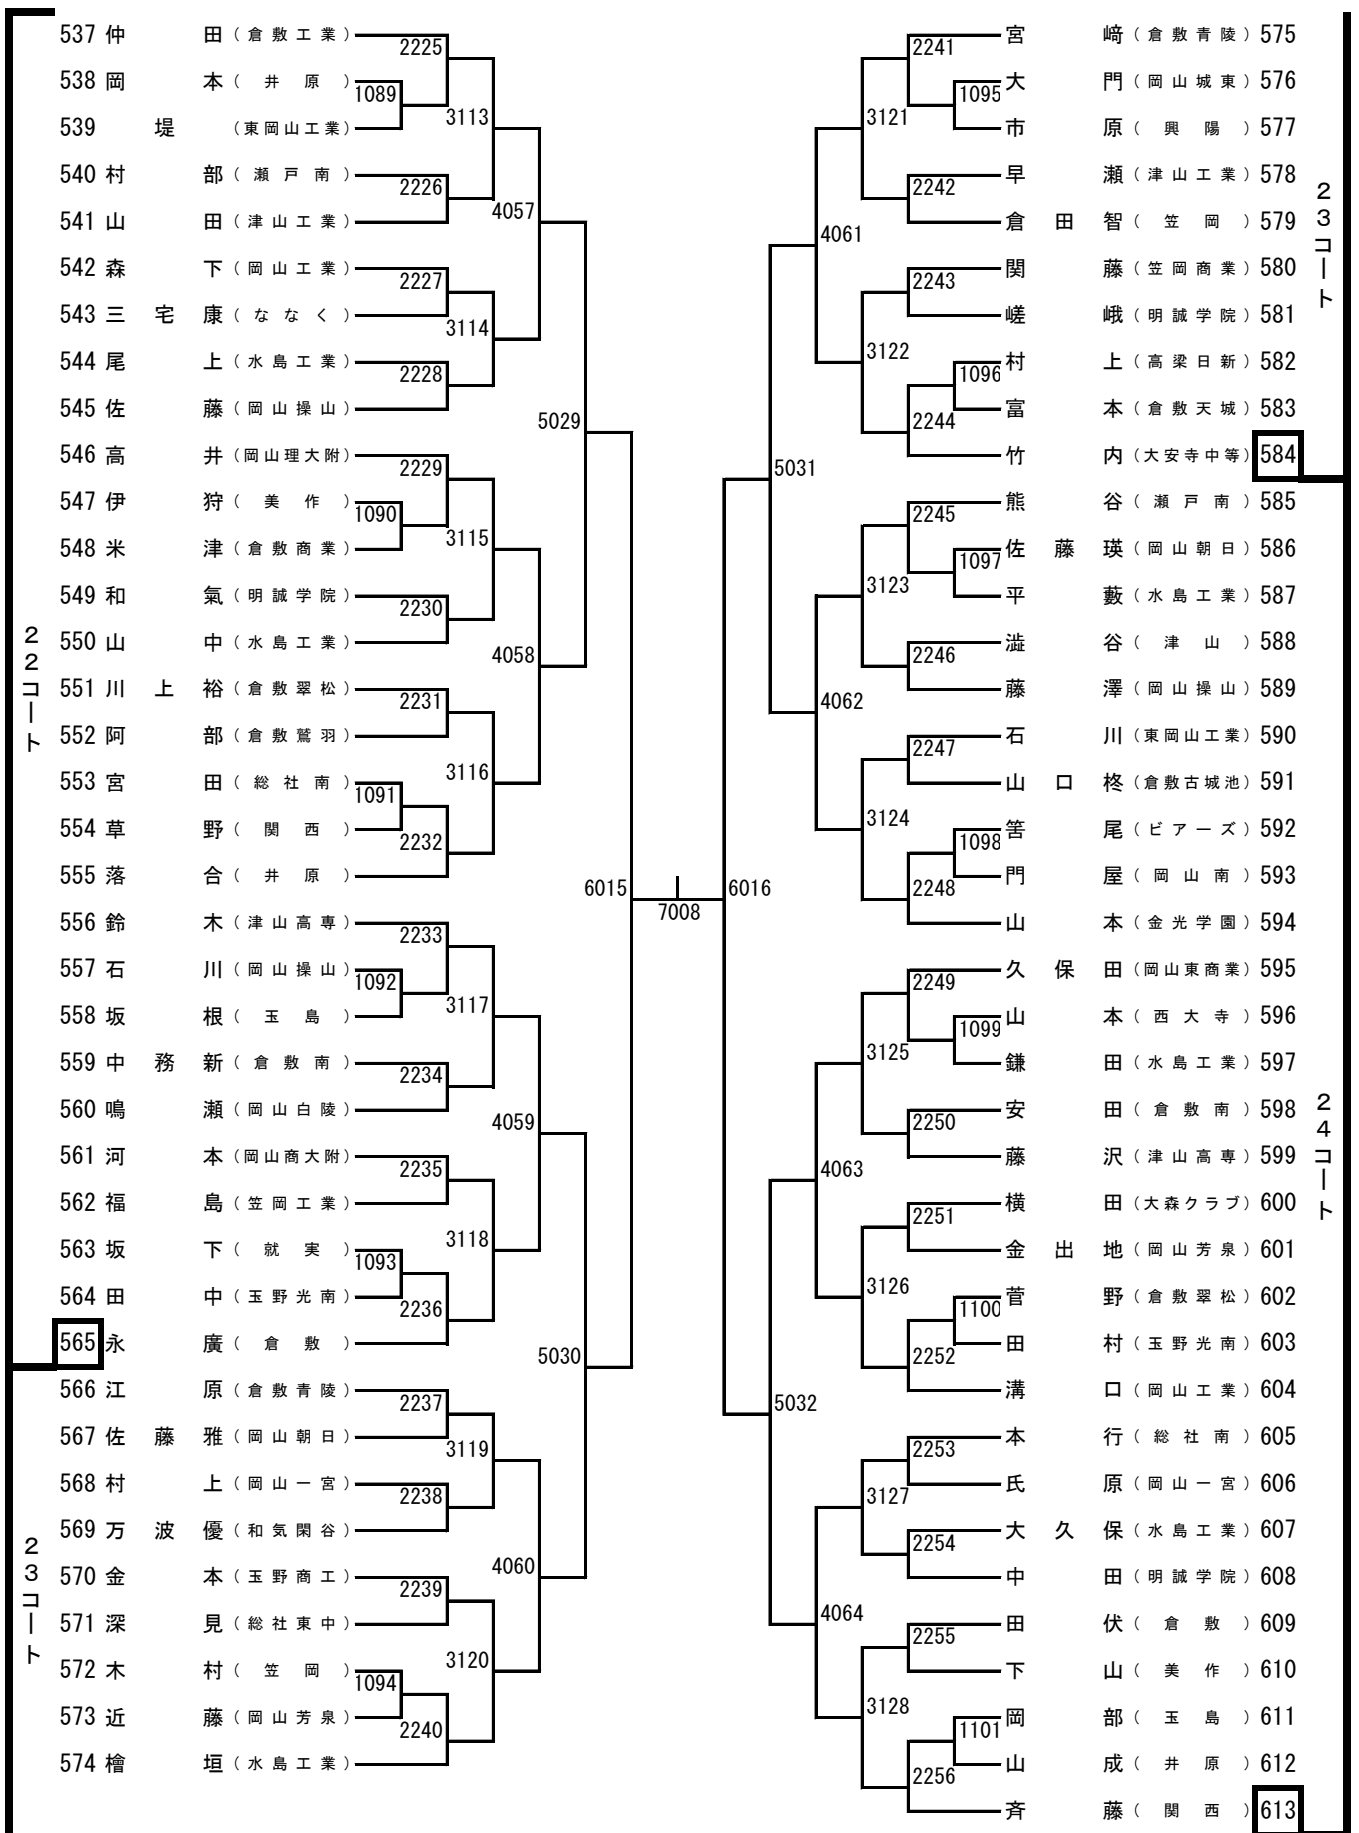 537 仲田 (倉敷工業)
538 岡本 (井原)
539 堤 (東岡山工業)
540 村部 (瀬戸南)
541 山田 (津山工業)
542 森下 (岡山工業)
543 三宅康 (ななく)
544 尾上 (水島工業)
545 佐藤 (岡山操山)
546 高井 (岡山理大附)
547 伊狩 (美作)
548 米津 (倉敷商業)
549 和氣 (明誠学院)
550 山中 (水島工業)
551 川上裕 (倉敷翠松)
552 阿部 (倉敷鷲羽)
553 宮田 (総社南)
554 草野 (関西)
555 落合 (井原)
556 鈴木 (津山高専)
557 石川 (岡山操山)
558 坂根 (玉島)
559 中務新 (倉敷南)
560 鳴瀬 (岡山白陵)
561 河本 (岡山商大附)
562 福島 (笠岡工業)
563 坂下 (就実)
564 田中 (玉野光南)
565 永廣 (倉敷)
566 江原 (倉敷青陵)
567 佐藤雅 (岡山朝日)
568 村上 (岡山一宮)
569 万波優 (和気閑谷)
570 金本 (玉野商工)
571 深見 (総社東中)
572 木村 (笠岡)
573 近藤 (岡山芳泉)
574 檜垣 (水島工業)
22コート
23コート
1089
1090
1091
1092
1093
1094
2225
2226
2227
2228
2229
2230
2231
2232
2233
2234
2235
2236
2237
2238
2239
2240
3113
3114
3115
3116
3117
3118
3119
3120
4057
4058
4059
4060
5029
5030
6015
7008
6016
5031
5032
4061
4062
4063
4064
3121
3122
3123
3124
3125
3126
3127
3128
2241
2242
2243
2244
2245
2246
2247
2248
2249
2250
2251
2252
2253
2254
2255
2256
1095
1096
1097
1098
1099
1100
1101
宮﨑 (倉敷青陵) 575
大門 (岡山城東) 576
市原 (興陽) 577
早瀬 (津山工業) 578
倉田智 (笠岡) 579
関藤 (笠岡商業) 580
嵯峨 (明誠学院) 581
村上 (高梁日新) 582
富本 (倉敷天城) 583
竹内 (大安寺中等) 584
熊谷 (瀬戸南) 585
佐藤瑛 (岡山朝日) 586
平藪 (水島工業) 587
澁谷 (津山) 588
藤澤 (岡山操山) 589
石川 (東岡山工業) 590
山口柊 (倉敷古城池) 591
筈尾 (ビアーズ) 592
門屋 (岡山南) 593
山本 (金光学園) 594
久保田 (岡山東商業) 595
山本 (西大寺) 596
鎌田 (水島工業) 597
安田 (倉敷南) 598
藤沢 (津山高専) 599
横田 (大森クラブ) 600
金出地 (岡山芳泉) 601
菅野 (倉敷翠松) 602
田村 (玉野光南) 603
溝口 (岡山工業) 604
本行 (総社南) 605
氏原 (岡山一宮) 606
大久保 (水島工業) 607
中田 (明誠学院) 608
田伏 (倉敷) 609
下山 (美作) 610
岡部 (玉島) 611
山成 (井原) 612
斉藤 (関西) 613
23コート
24コート